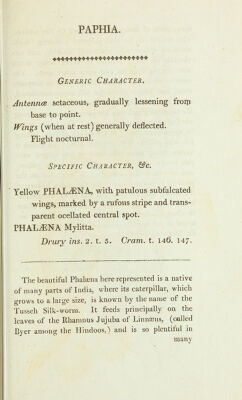 PAPHIA.
GENERIC CHARACTER.
Antennæ setaceous, gradually lessening from
base to point.
Wings (when at rest) generally deflected.
Flight nocturnal.
SPECIFIC CHARACTER, &c.
Yellow PHALÆNA, with patulous subfalcated
wings, marked by a rufous stripe and trans-
parent ocellated central spot.
PHALÆNA Mylitta.
Drury ins. 2. t. 5. Cram. t. 146. 147.
The beautiful Phalæna here represented is a native
of many parts of India, where its caterpillar, which
grows to a large size, is known by the name of the
Tusseh Silk-worm. It feeds principally on the
leaves of the Rhamnus Jujuba of Linnæus, (called
Byer among the Hindoos,) and is so plentiful in
many